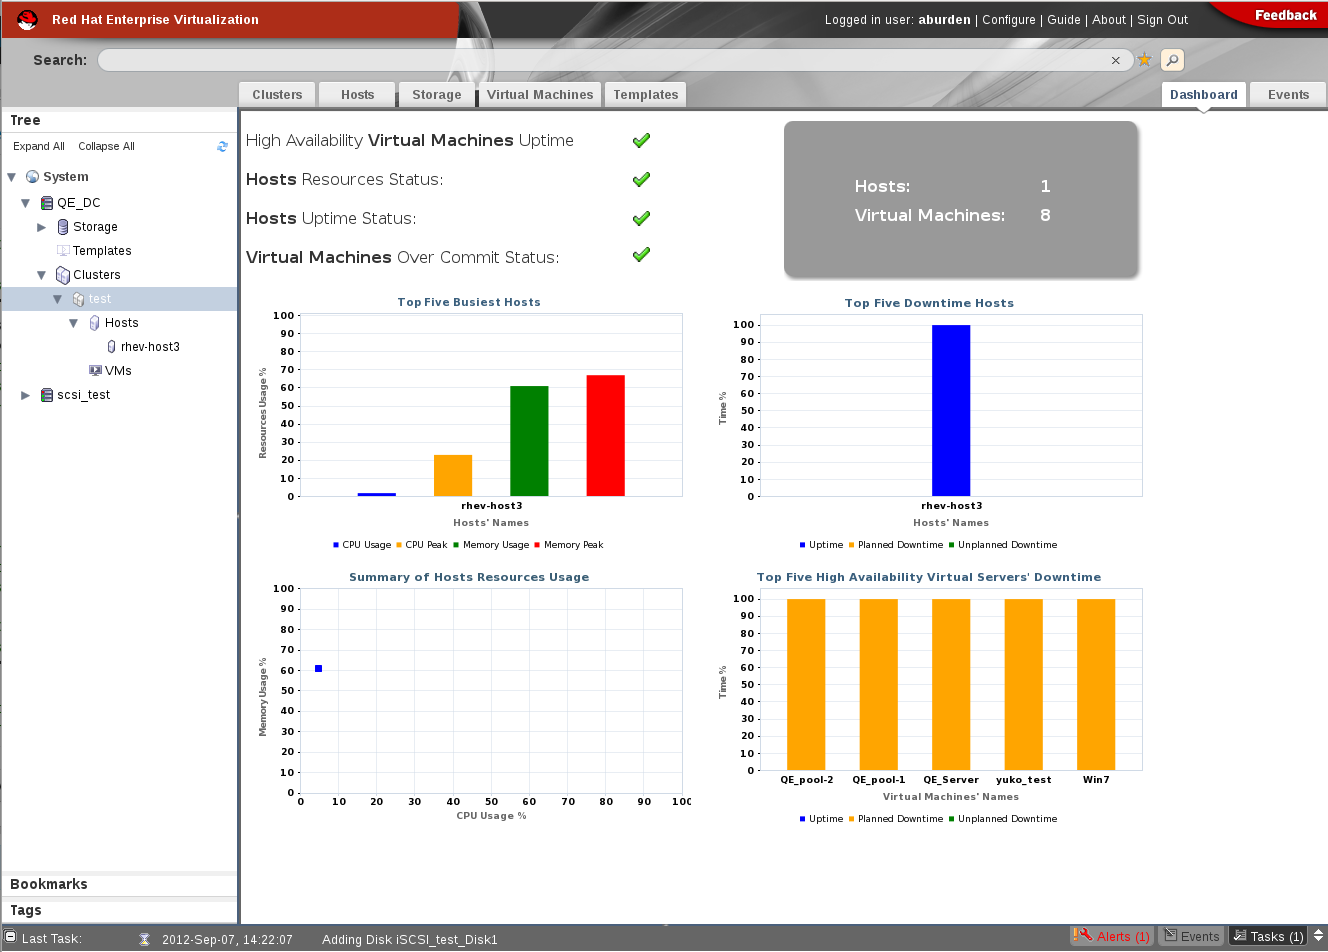 Red Hat Enterprise Virtualization
Logged in user: aburden | Configure | Guide | About | Sign Out
Feedback
Search:
Clusters Hosts Storage Virtual Machines Templates
Dashboard Events
Tree
Expand All Collapse All
System
QE_DC
Storage
Templates
Clusters
test
Hosts
rhev-host3
VMs
scsi_test
Bookmarks
Tags
High Availability Virtual Machines Uptime
Hosts Resources Status:
Hosts Uptime Status:
Virtual Machines Over Commit Status:
Hosts: 1
Virtual Machines: 8
Top Five Busiest Hosts
100
90
80
70
60
50
40
30
20
10
0
Resources Usage %
rhev-host3
Hosts' Names
CPU Usage CPU Peak Memory Usage Memory Peak
Top Five Downtime Hosts
100
90
80
70
60
50
40
30
20
10
0
Time %
rhev-host3
Hosts' Names
Uptime Planned Downtime Unplanned Downtime
Summary of Hosts Resources Usage
100
90
80
70
60
50
40
30
20
10
0
Memory Usage %
0 10 20 30 40 50 60 70 80 90 100
CPU Usage %
Top Five High Availability Virtual Servers' Downtime
100
90
80
70
60
50
40
30
20
10
0
Time %
QE_pool-2 QE_pool-1 QE_Server yuko_test Win7
Virtual Machines' Names
Uptime Planned Downtime Unplanned Downtime
Last Task: 2012-Sep-07, 14:22:07 Adding Disk iSCSI_test_Disk1
Alerts (1) Events Tasks (1)